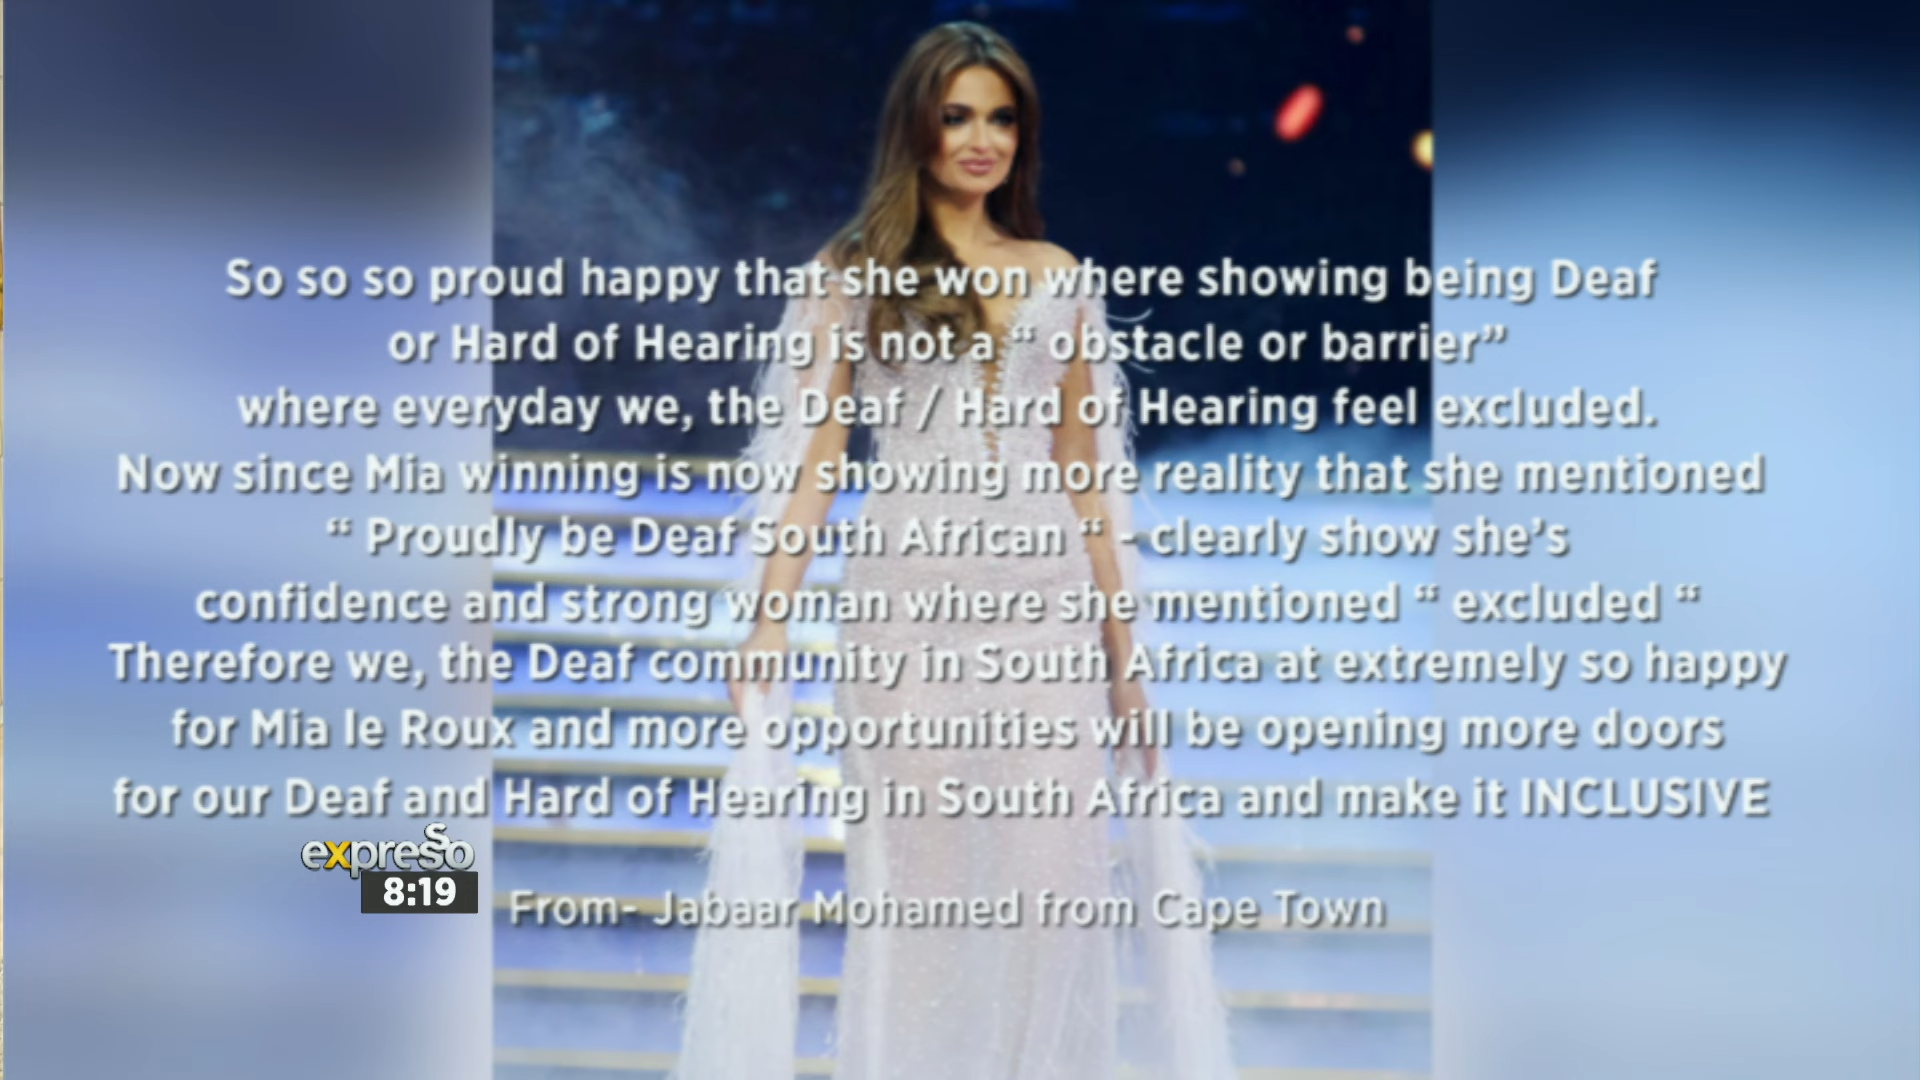 So so so proud happy that she won where showing being Deaf
or Hard of Hearing is not a “ obstacle or barrier”
where everyday we, the Deaf / Hard of Hearing feel excluded.
Now since Mia winning is now showing more reality that she mentioned
“ Proudly be Deaf South African “ - clearly show she’s
confidence and strong woman where she mentioned “ excluded “
Therefore we, the Deaf community in South Africa at extremely so happy
for Mia le Roux and more opportunities will be opening more doors
for our Deaf and Hard of Hearing in South Africa and make it INCLUSIVE
expresso
8:19
From- Jabaar Mohamed from Cape Town